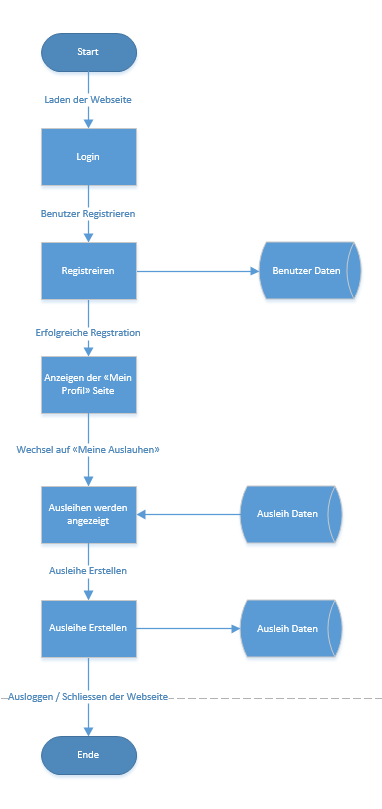 Start
Laden der Webseite
Login
Benutzer Registrieren
Registreiren
Benutzer Daten
Erfolgreiche Regstration
Anzeigen der «Mein
Profil» Seite
Wechsel auf «Meine Auslauhen»
Ausleihen werden
angezeigt
Ausleih Daten
Ausleihe Erstellen
Ausleihe Erstellen
Ausleih Daten
Ausloggen / Schliessen der Webseite
Ende